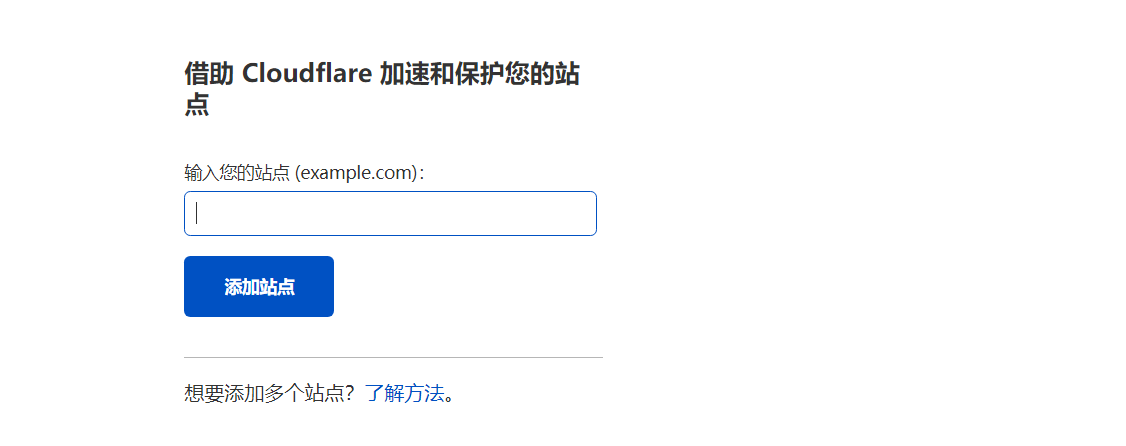 借助 Cloudflare 加速和保护您的站
点
输入您的站点 (example.com)：
添加站点
想要添加多个站点？了解方法。